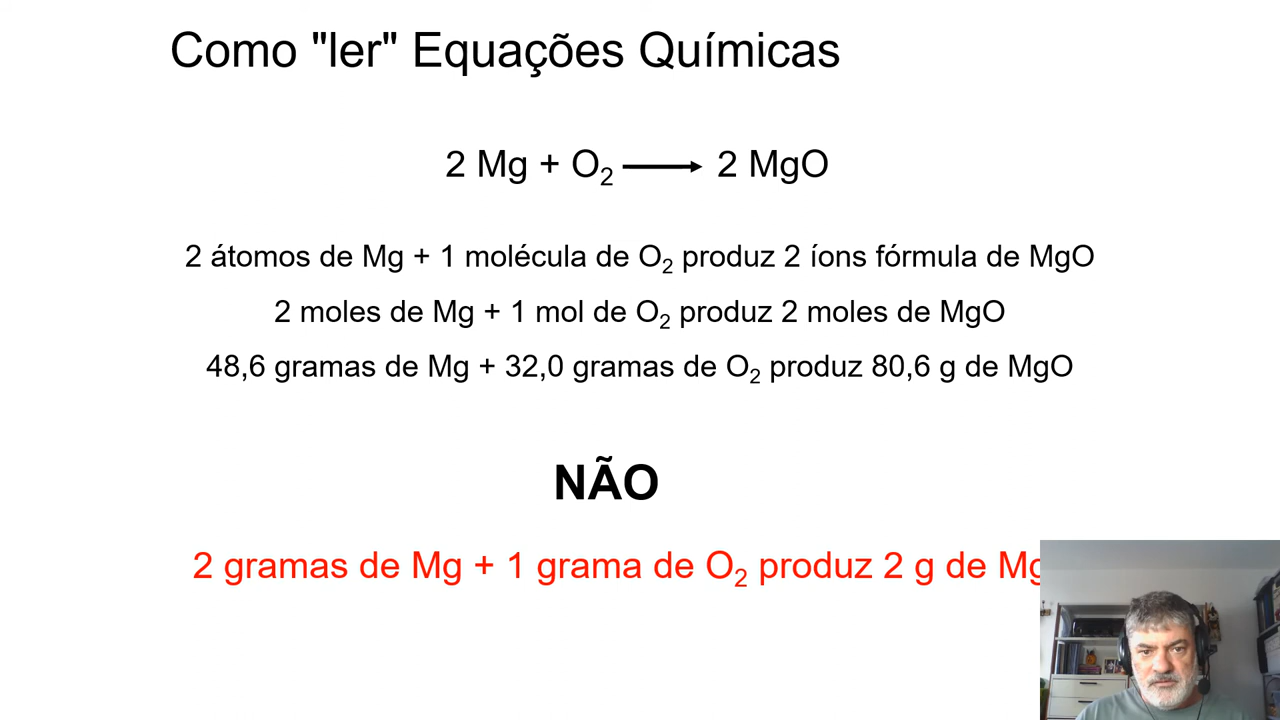 Como "ler" Equações Químicas
2 Mg + O₂ ⟶ 2 MgO
2 átomos de Mg + 1 molécula de O₂ produz 2 íons fórmula de MgO
2 moles de Mg + 1 mol de O₂ produz 2 moles de MgO
48,6 gramas de Mg + 32,0 gramas de O₂ produz 80,6 g de MgO
NÃO
2 gramas de Mg + 1 grama de O₂ produz 2 g de Mg